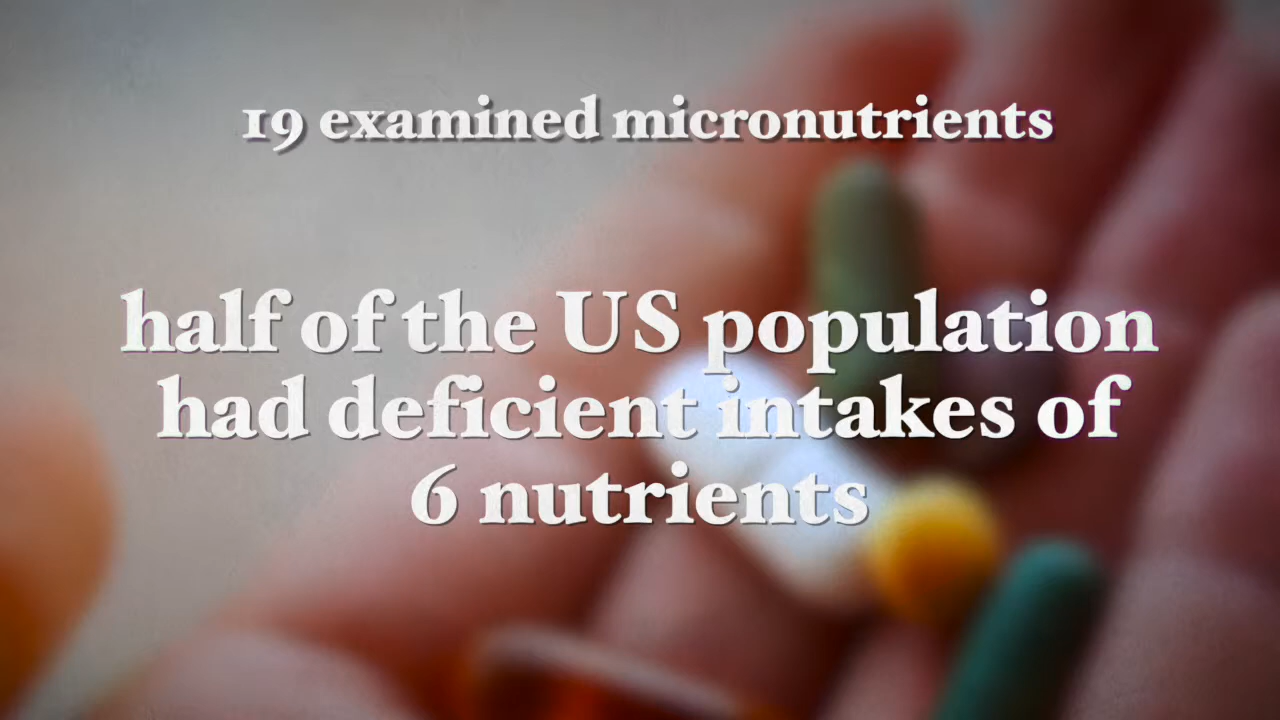 19 examined micronutrients
half of the US population
had deficient intakes of
6 nutrients